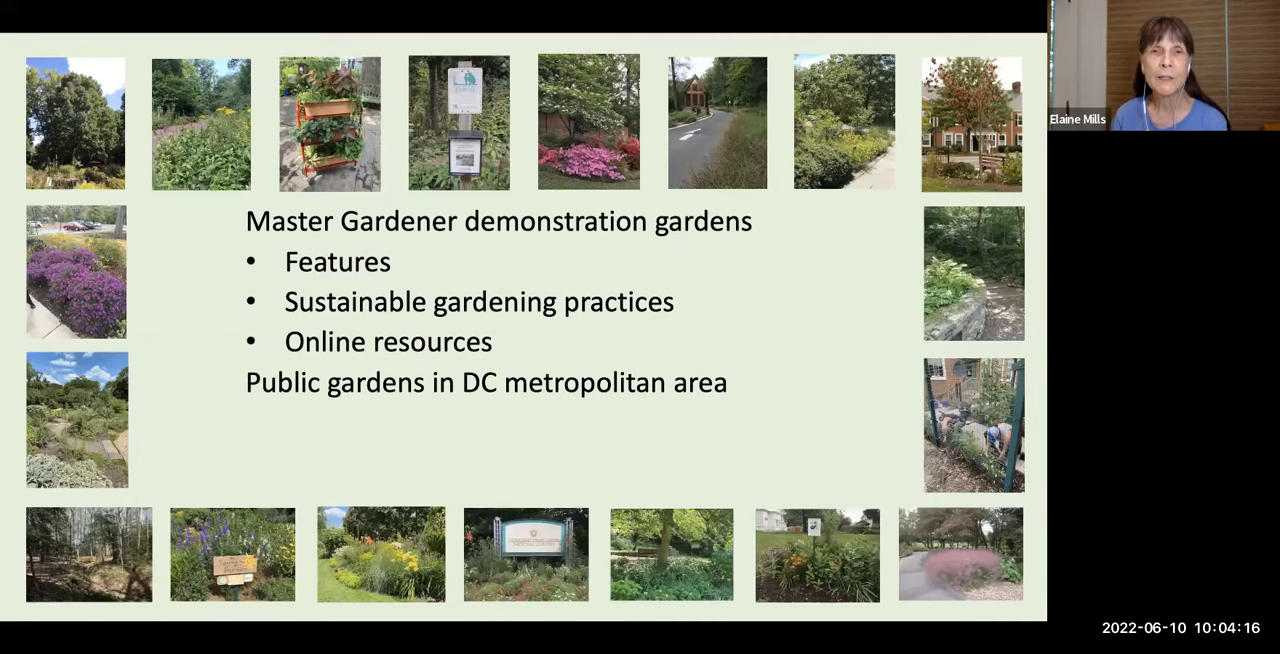 Elaine Mills
Master Gardener demonstration gardens
• Features
• Sustainable gardening practices
• Online resources
Public gardens in DC metropolitan area
2022-06-10 10:04:16